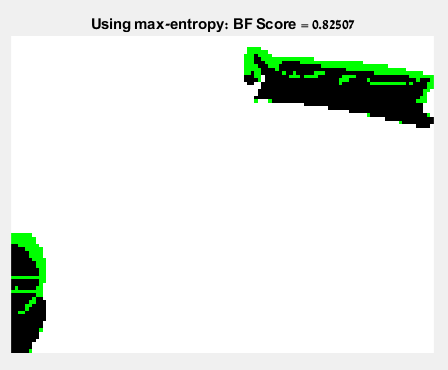 Using max-entropy: BF Score = 0.82507